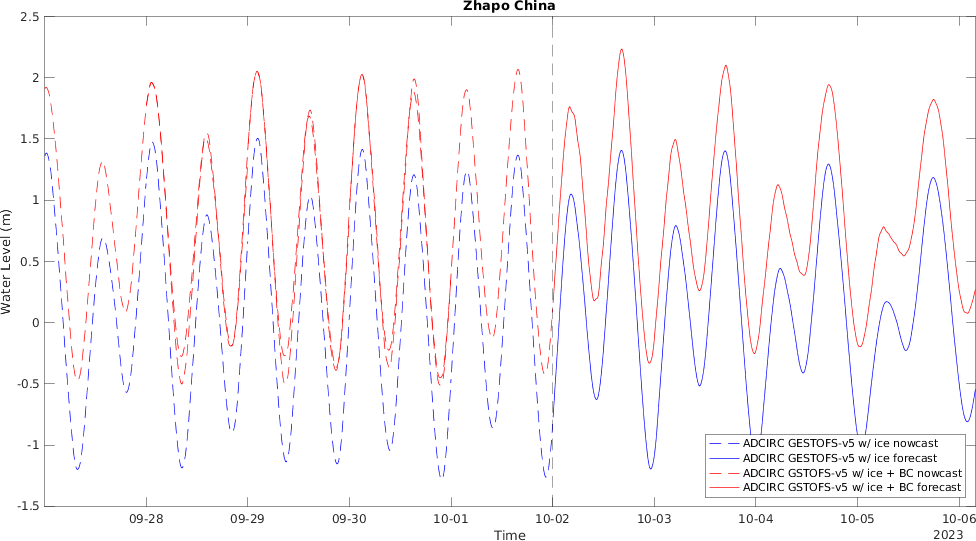 Zhapo China
2.5
2
1.5
1
0.5
0
-0.5
-1
-1.5
Water Level (m)
ADCIRC GESTOFS-v5 w/ ice nowcast
ADCIRC GESTOFS-v5 w/ ice forecast
ADCIRC GSTOFS-v5 w/ ice + BC nowcast
ADCIRC GSTOFS-v5 w/ ice + BC forecast
09-28 09-29 09-30 10-01 10-02 10-03 10-04 10-05 10-06
2023
Time